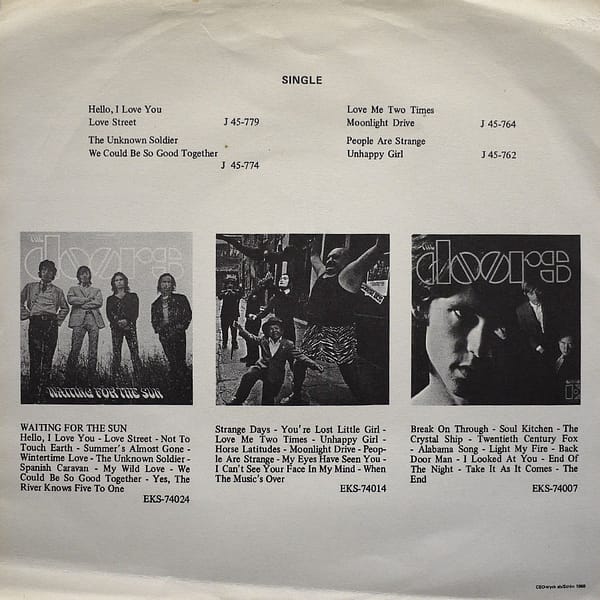 SINGLE
Hello, I Love You
Love Street J 45-779
The Unknown Soldier
We Could Be So Good Together
J 45-774
Love Me Two Times
Moonlight Drive J 45-764
People Are Strange
Unhappy Girl J 45-762
the
doors
WAITING FOR THE SUN
the
doors
WAITING FOR THE SUN
Hello, I Love You - Love Street - Not To
Touch Earth - Summer's Almost Gone -
Wintertime Love - The Unknown Soldier-
Spanish Caravan - My Wild Love - We
Could Be So Good Together - Yes, The
River Knows Five To One
EKS-74024
Strange Days - You're Lost Little Girl -
Love Me Two Times - Unhappy Girl -
Horse Latitudes - Moonlight Drive - Peop-
le Are Strange - My Eyes Have Seen You -
I Can't See Your Face In My Mind - When
The Music's Over
EKS-74014
Break On Through - Soul Kitchen - The
Crystal Ship - Twentieth Century Fox
- Alabama Song - Light My Fire - Back
Door Man - I Looked At You - End Of
The Night - Take It As It Comes - The
End
EKS-74007
1968